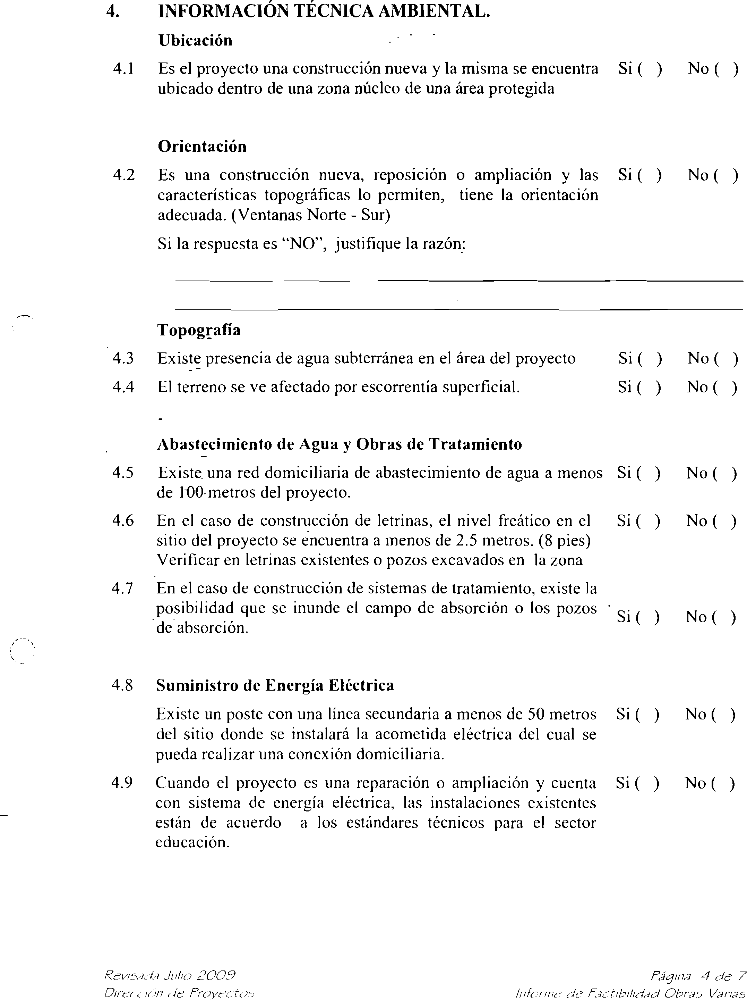 4. INFORMACIÓN TÉCNICA AMBIENTAL.
Ubicación
4.1 Es el proyecto una construcción nueva y la misma se encuentra Si ( ) No ( )
ubicado dentro de una zona núcleo de una área protegida
Orientación
4.2 Es una construcción nueva, reposición o ampliación y las Si ( ) No ( )
características topográficas lo permiten, tiene la orientación
adecuada. (Ventanas Norte - Sur)
Si la respuesta es “NO”, justifique la razón:
Topografía
4.3 Existe presencia de agua subterránea en el área del proyecto Si ( ) No ( )
4.4 El terreno se ve afectado por escorrentía superficial. Si ( ) No ( )
Abastecimiento de Agua y Obras de Tratamiento
4.5 Existe una red domiciliaria de abastecimiento de agua a menos Si ( ) No ( )
de 100 metros del proyecto.
4.6 En el caso de construcción de letrinas, el nivel freático en el Si ( ) No ( )
sitio del proyecto se encuentra a menos de 2.5 metros. (8 pies)
Verificar en letrinas existentes o pozos excavados en la zona
4.7 En el caso de construcción de sistemas de tratamiento, existe la
posibilidad que se inunde el campo de absorción o los pozos Si ( ) No ( )
de absorción.
4.8 Suministro de Energía Eléctrica
Existe un poste con una línea secundaria a menos de 50 metros Si ( ) No ( )
del sitio donde se instalará la acometida eléctrica del cual se
pueda realizar una conexión domiciliaria.
4.9 Cuando el proyecto es una reparación o ampliación y cuenta Si ( ) No ( )
con sistema de energía eléctrica, las instalaciones existentes
están de acuerdo a los estándares técnicos para el sector
educación.
Revisada Julio 2009 Página 4 de 7
Dirección de Proyectos Informe de Factibilidad Obras Varias